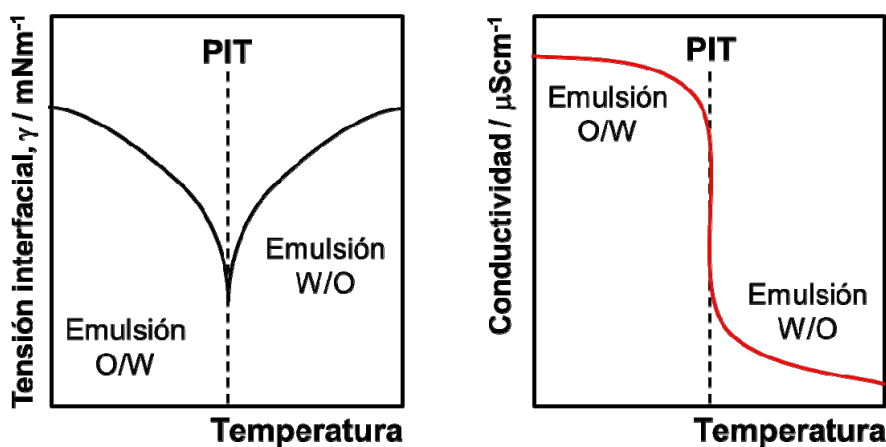 Tensión interfacial, γ / mNm⁻¹
PIT
Emulsión
O/W
Emulsión
W/O
Temperatura
Conductividad / μScm⁻¹
PIT
Emulsión
O/W
Emulsión
W/O
Temperatura